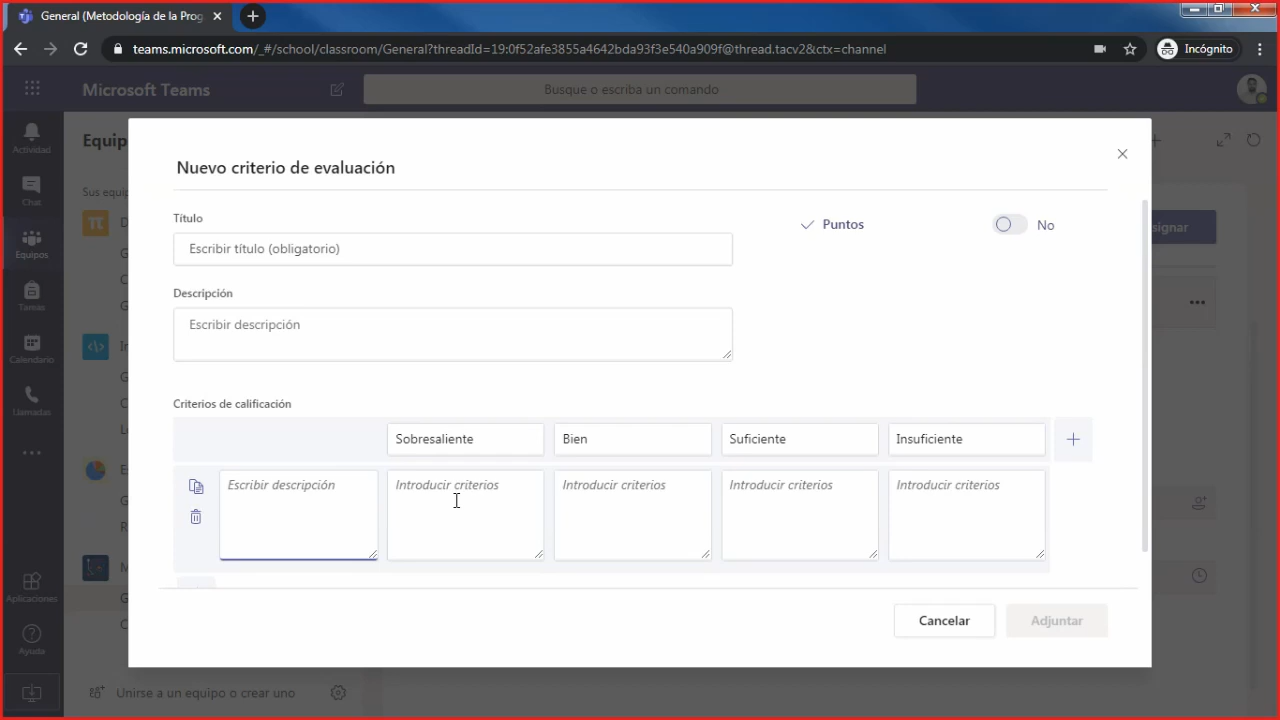 General (Metodología de la Prog
teams.microsoft.com/_#/school/classroom/General?threadId=19:0f52afe3855a4642bda93f3e540a909f@thread.tacv2&ctx=channel
Incógnito
Microsoft Teams
Busque o escriba un comando
Actividad
Chat
Equipos
Tareas
Calendario
Llamadas
Aplicaciones
Ayuda
Equip
Sus equip
Nuevo criterio de evaluación
Título
Puntos
No
Escribir título (obligatorio)
signar
Descripción
Escribir descripción
Criterios de calificación
Sobresaliente
Bien
Suficiente
Insuficiente
Escribir descripción
Introducir criterios
Introducir criterios
Introducir criterios
Introducir criterios
Cancelar
Adjuntar
Unirse a un equipo o crear uno